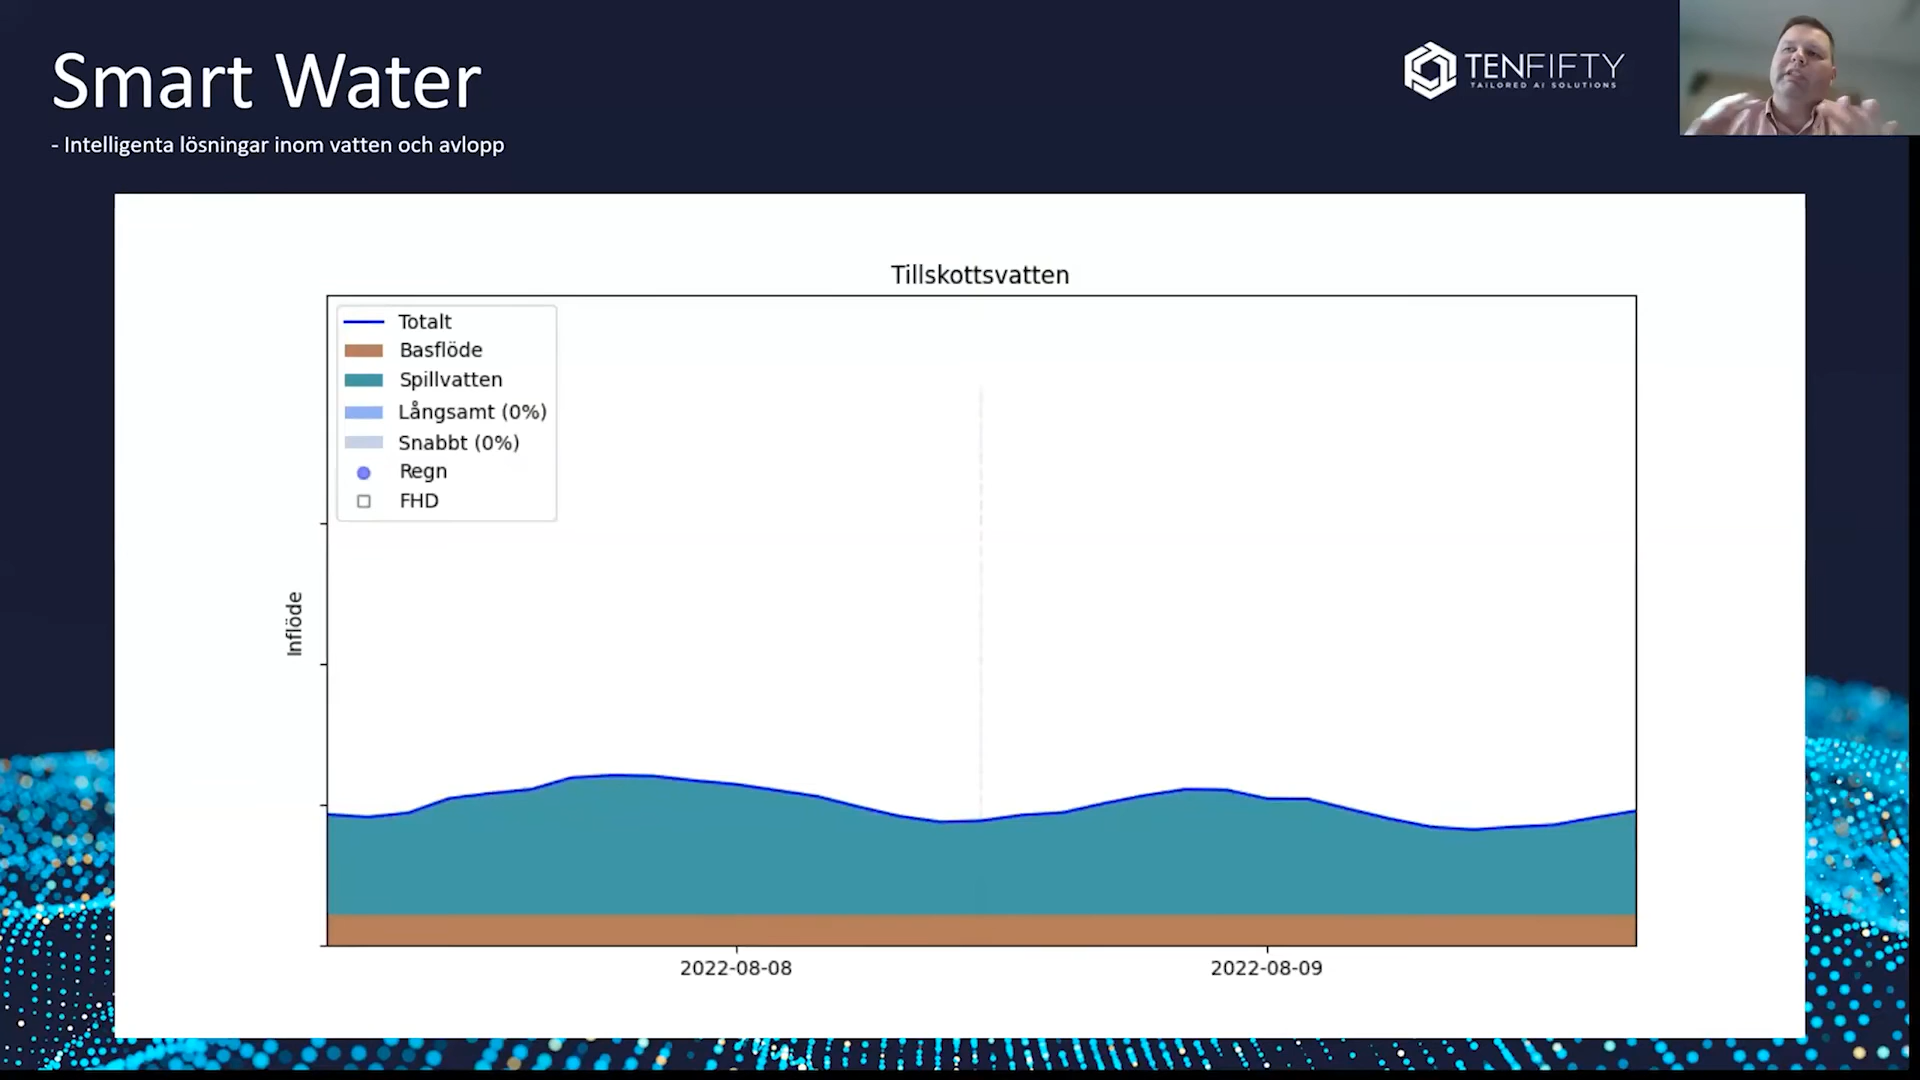 Smart Water
- Intelligenta lösningar inom vatten och avlopp
TENFIFTY
TAILORED AI SOLUTIONS
Tillskottsvatten
Totalt
Basflöde
Spillvatten
Långsamt (0%)
Snabbt (0%)
Regn
FHD
Inflöde
2022-08-08
2022-08-09